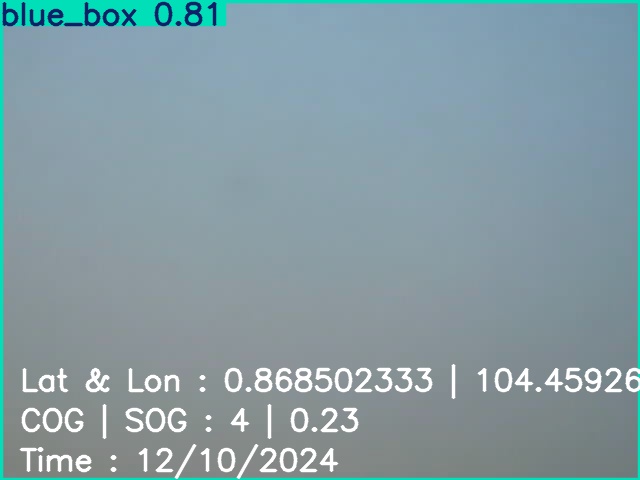 blue_box 0.81
Lat & Lon : 0.868502333 | 104.45926
COG | SOG : 4 | 0.23
Time : 12/10/2024